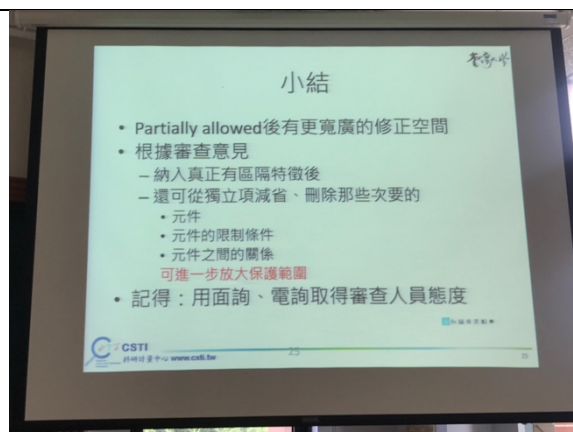 小結
• Partially allowed後有更寬廣的修正空間
• 根據審查意見
– 納入真正有區隔特徵後
– 還可從獨立項減省、刪除那些次要的
• 元件
• 元件的限制條件
• 元件之間的關係
可進一步放大保護範圍
• 記得：用面詢、電詢取得審查人員態度
CSTI
www.csti.tw
25
25